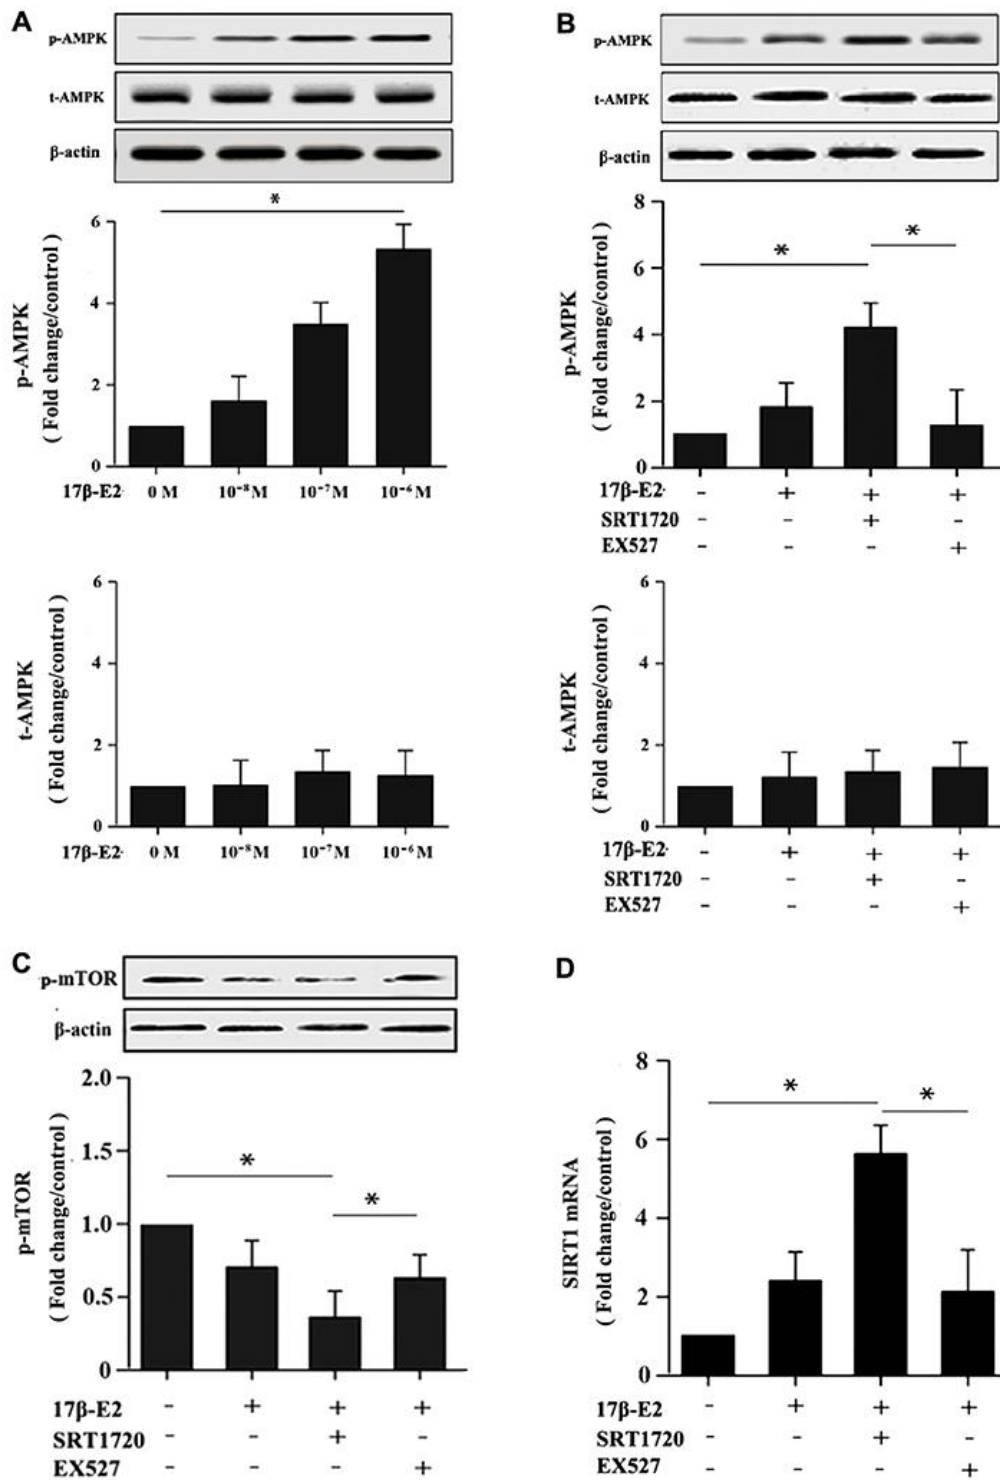 A
p-AMPK
t-AMPK
β-actin
*
6
4
2
0
p-AMPK
( Fold change/control )
17β-E2
0 M
10⁻⁸M
10⁻⁷M
10⁻⁶M
6
4
2
0
t-AMPK
( Fold change/control )
17β-E2
0 M
10⁻⁸M
10⁻⁷M
10⁻⁶M
B
p-AMPK
t-AMPK
β-actin
8
6
4
2
0
p-AMPK
( Fold change/control )
*
*
17β-E2 - + + +
SRT1720 - - + -
EX527 - - - +
6
4
2
0
t-AMPK
( Fold change/control )
17β-E2 - + + +
SRT1720 - - + -
EX527 - - - +
C
p-mTOR
β-actin
2.0
1.5
1.0
0.5
0
p-mTOR
( Fold change/control )
*
*
17β-E2 - + + +
SRT1720 - - + -
EX527 - - - +
D
8
6
4
2
0
SIRT1 mRNA
( Fold change/control )
*
*
17β-E2 - + + +
SRT1720 - - + -
EX527 - - - +